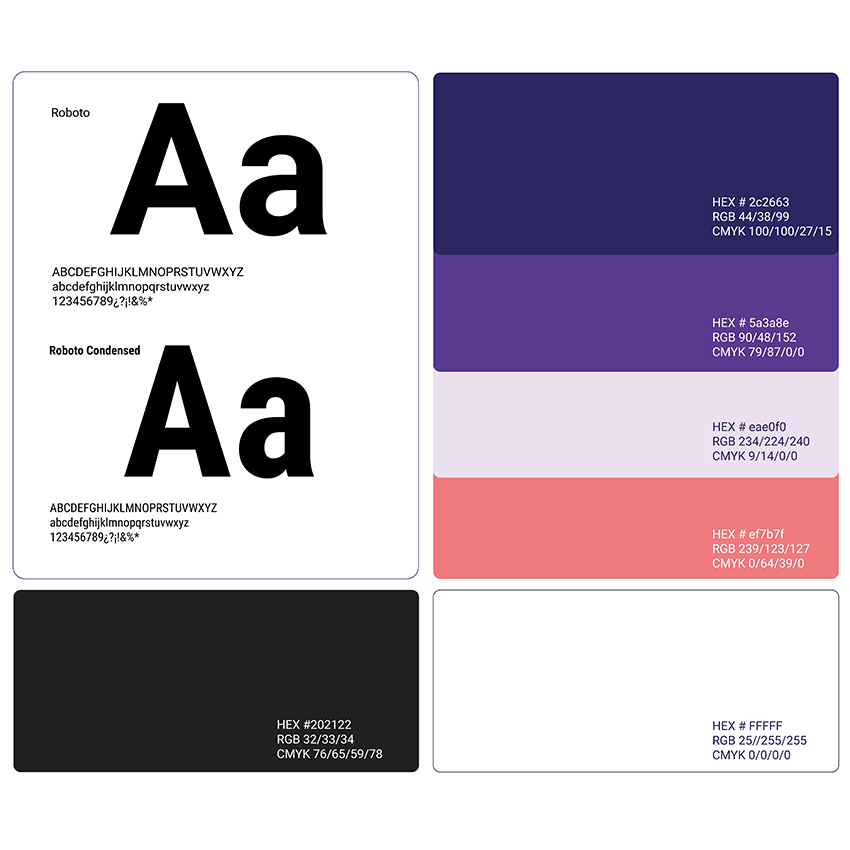 Roboto
Aa
ABCDEFGHIJKLMNOPRSTUVWXYZ
abcdefghijklmnopqrstuvwxyz
123456789¿?¡!&%*
Roboto Condensed
Aa
ABCDEFGHIJKLMNOPRSTUVWXYZ
abcdefghijklmnopqrstuvwxyz
123456789¿?¡!&%*
HEX # 2c2663
RGB 44/38/99
CMYK 100/100/27/15
HEX # 5a3a8e
RGB 90/48/152
CMYK 79/87/0/0
HEX # eae0f0
RGB 234/224/240
CMYK 9/14/0/0
HEX # ef7b7f
RGB 239/123/127
CMYK 0/64/39/0
HEX #202122
RGB 32/33/34
CMYK 76/65/59/78
HEX # FFFFF
RGB 25//255/255
CMYK 0/0/0/0